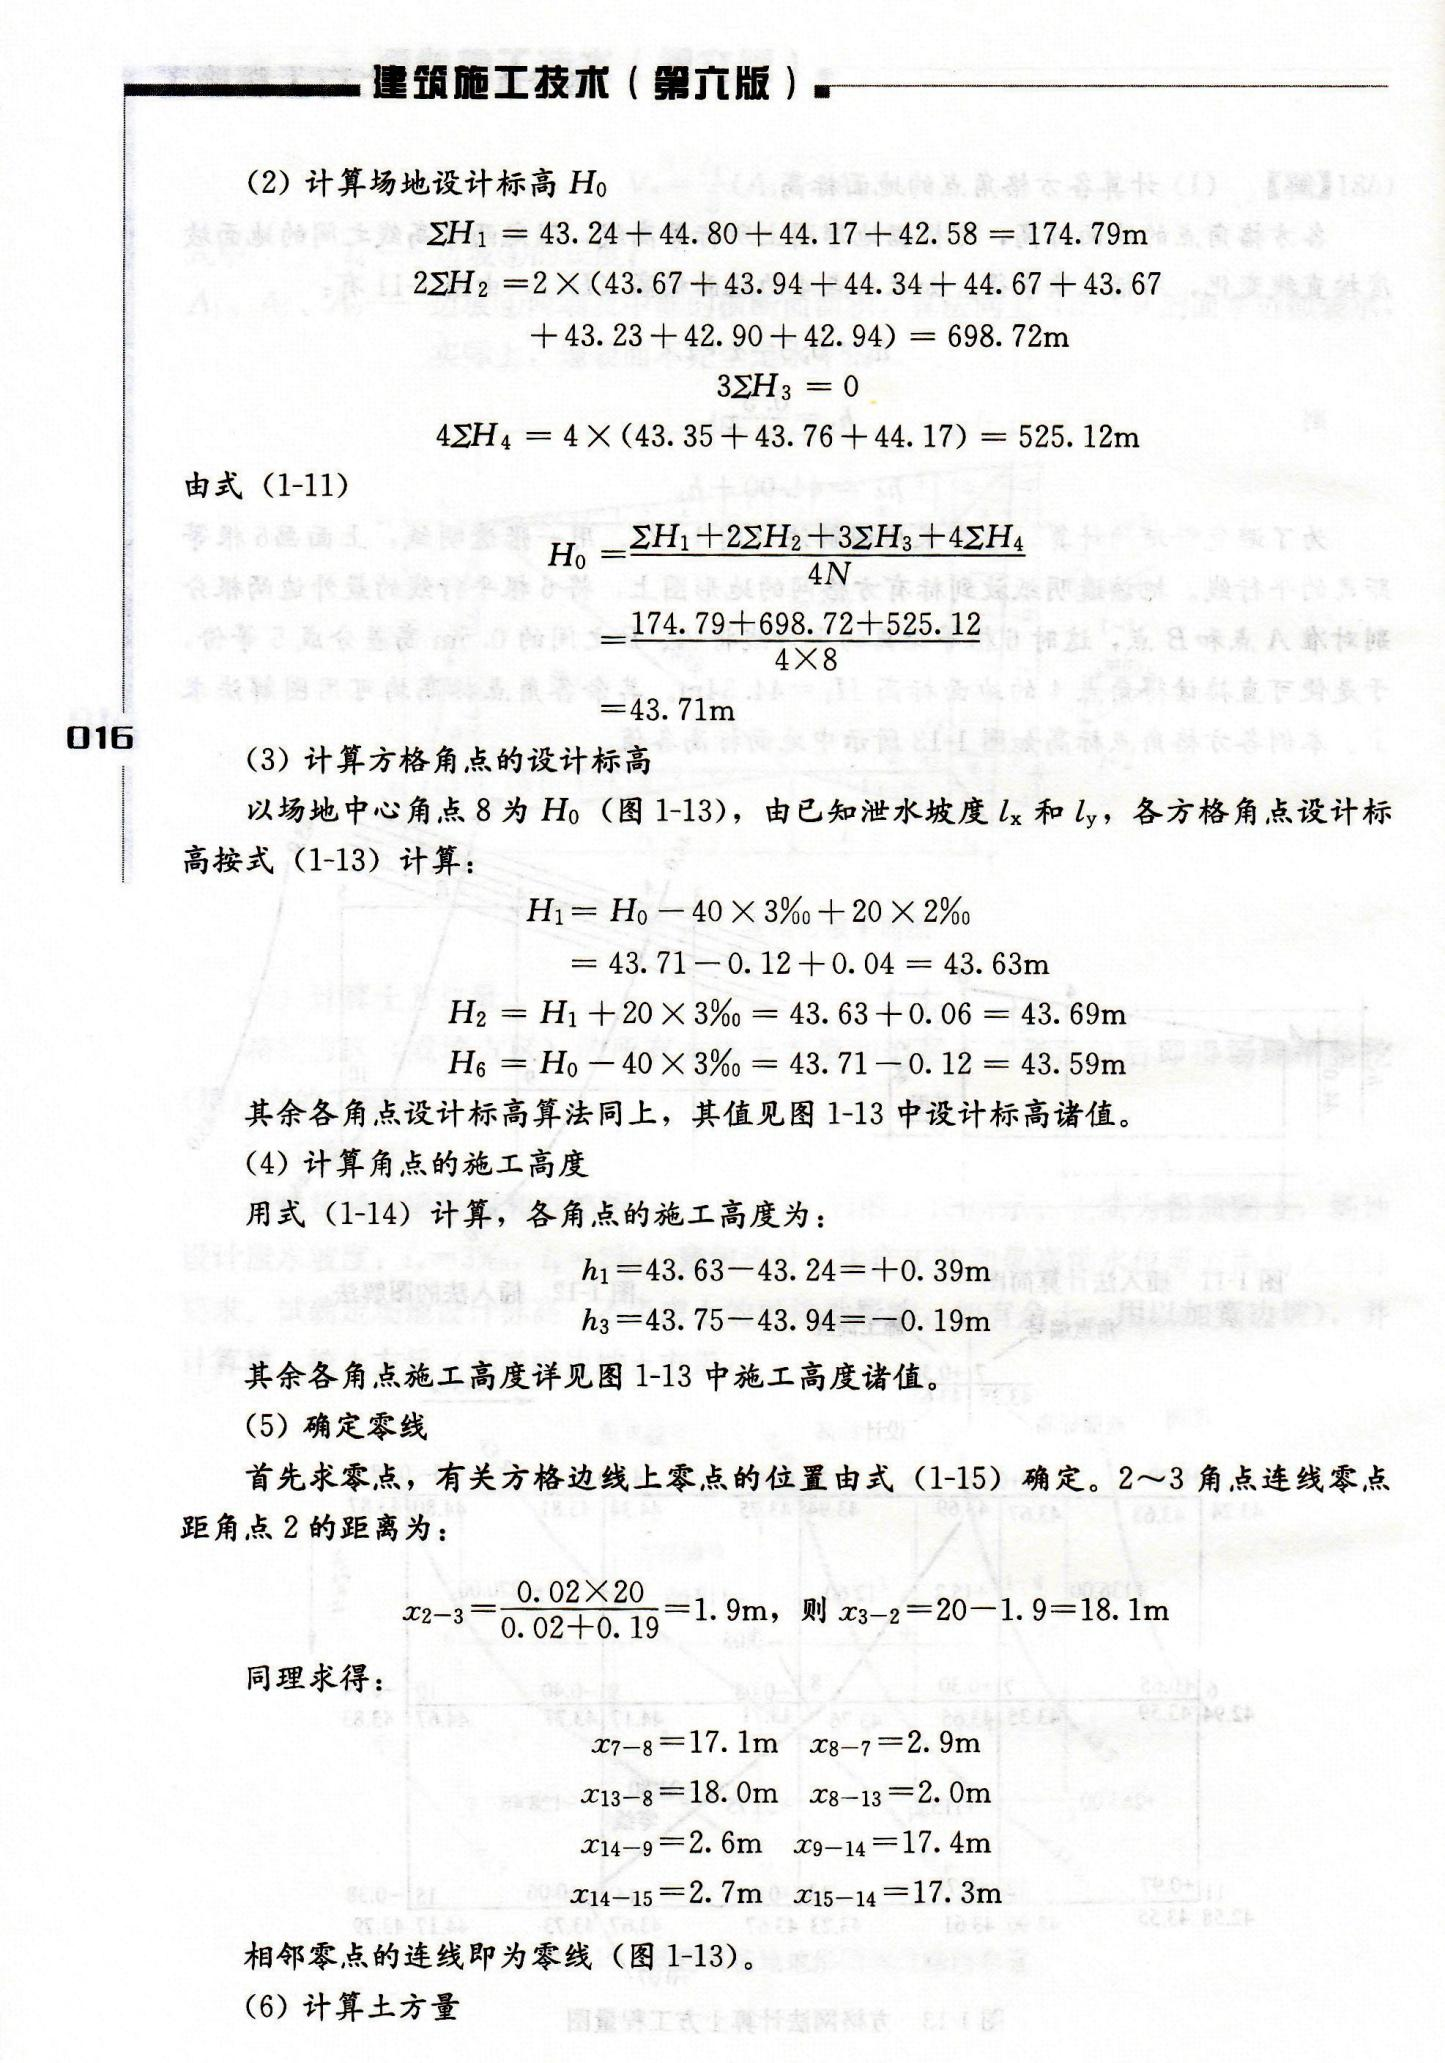 建筑施工技术（第六版）
(2) 计算场地设计标高 H₀
ΣH₁ = 43.24+44.80+44.17+42.58 = 174.79m
2ΣH₂ =2×(43.67+43.94+44.34+44.67+43.67
+43.23+42.90+42.94) = 698.72m
3ΣH₃ = 0
4ΣH₄ = 4×(43.35+43.76+44.17) = 525.12m
由式 (1-11)
H₀ = (ΣH₁+2ΣH₂+3ΣH₃+4ΣH₄)/4N
= (174.79+698.72+525.12)/(4×8)
=43.71m
016
(3) 计算方格角点的设计标高
以场地中心角点 8 为 H₀ (图 1-13)，由已知泄水坡度 lₓ 和 l_y，各方格角点设计标
高按式 (1-13) 计算：
H₁ = H₀ − 40×3‰+20×2‰
= 43.71−0.12+0.04 = 43.63m
H₂ = H₁ +20×3‰ = 43.63+0.06 = 43.69m
H₆ = H₀ − 40×3‰ = 43.71−0.12 = 43.59m
其余各角点设计标高算法同上，其值见图 1-13 中设计标高诸值。
(4) 计算角点的施工高度
用式 (1-14) 计算，各角点的施工高度为：
h₁=43.63−43.24=+0.39m
h₃=43.75−43.94=−0.19m
其余各角点施工高度详见图 1-13 中施工高度诸值。
(5) 确定零线
首先求零点，有关方格边线上零点的位置由式 (1-15) 确定。2～3 角点连线零点
距角点 2 的距离为：
x₂₋₃ = (0.02×20)/(0.02+0.19) =1.9m，则 x₃₋₂=20−1.9=18.1m
同理求得：
x₇₋₈=17.1m x₈₋₇=2.9m
x₁₃₋₈=18.0m x₈₋₁₃=2.0m
x₁₄₋₉=2.6m x₉₋₁₄=17.4m
x₁₄₋₁₅=2.7m x₁₅₋₁₄=17.3m
相邻零点的连线即为零线 (图 1-13)。
(6) 计算土方量